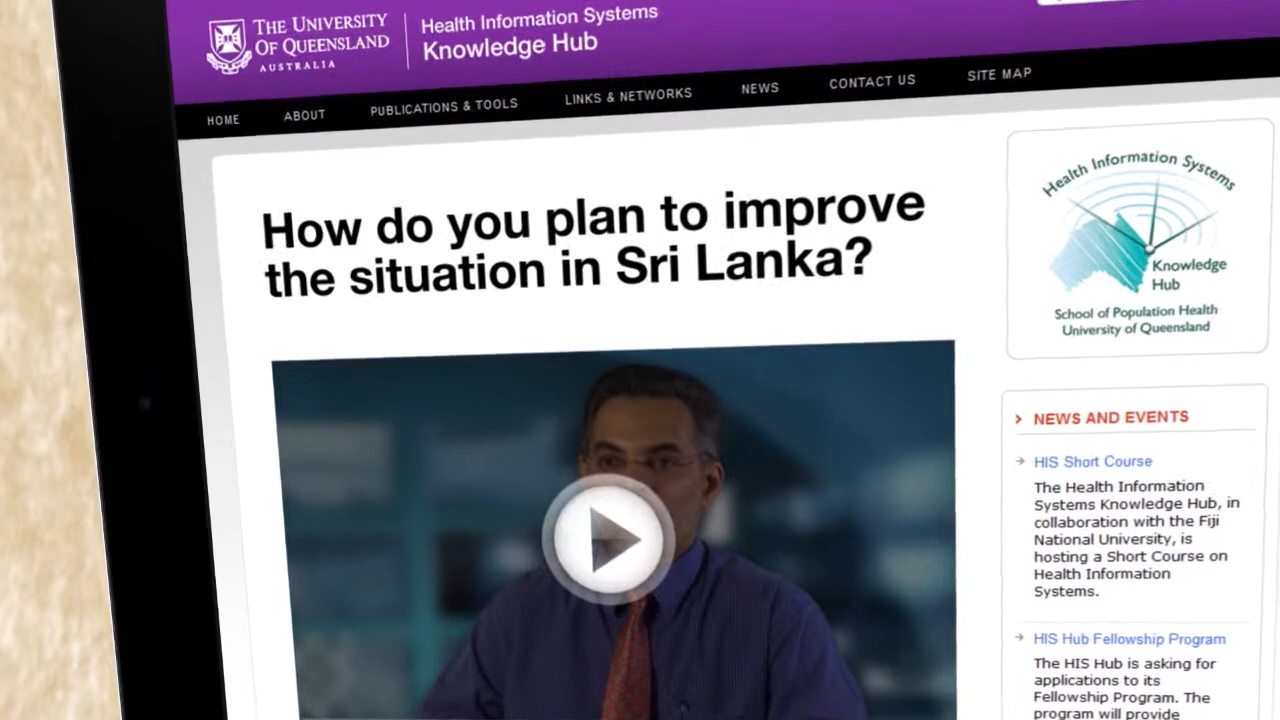 THE UNIVERSITY
OF QUEENSLAND
AUSTRALIA
Health Information Systems
Knowledge Hub
HOME ABOUT PUBLICATIONS & TOOLS LINKS & NETWORKS NEWS CONTACT US SITE MAP
How do you plan to improve
the situation in Sri Lanka?
Health Information Systems
Knowledge
Hub
School of Population Health
University of Queensland
NEWS AND EVENTS
HIS Short Course
The Health Information
Systems Knowledge Hub, in
collaboration with the Fiji
National University, is
hosting a Short Course on
Health Information
Systems.
HIS Hub Fellowship Program
The HIS Hub is asking for
applications to its
Fellowship Program. The
program will provide